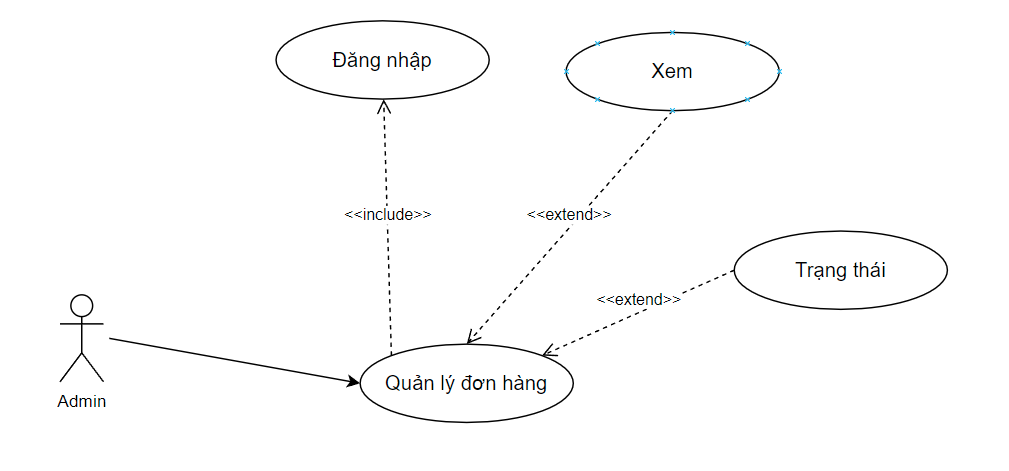 Đăng nhập
Xem
<<include>>
<<extend>>
Trạng thái
<<extend>>
Quản lý đơn hàng
Admin